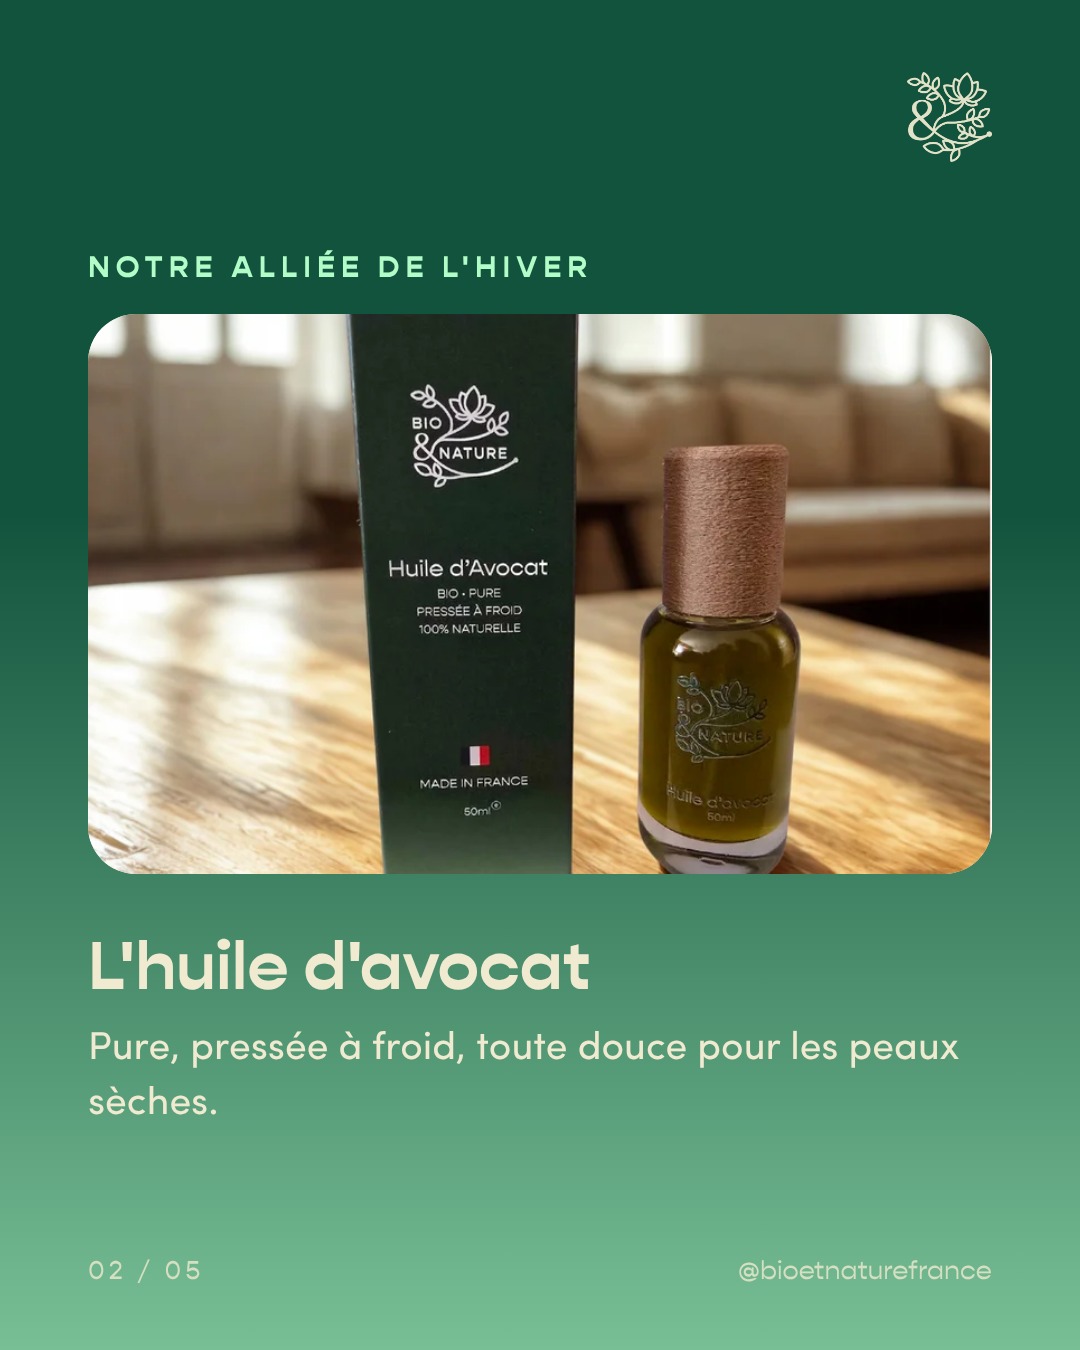 &
NOTRE ALLIÉE DE L'HIVER
BIO
&NATURE
Huile d'Avocat
BIO • PURE
PRESSÉE À FROID
100% NATURELLE
MADE IN FRANCE
50ml
BIO
& NATURE
Huile d'avocat
50ml
L'huile d'avocat
Pure, pressée à froid, toute douce pour les peaux
sèches.
02 / 05
@bioetnaturefrance